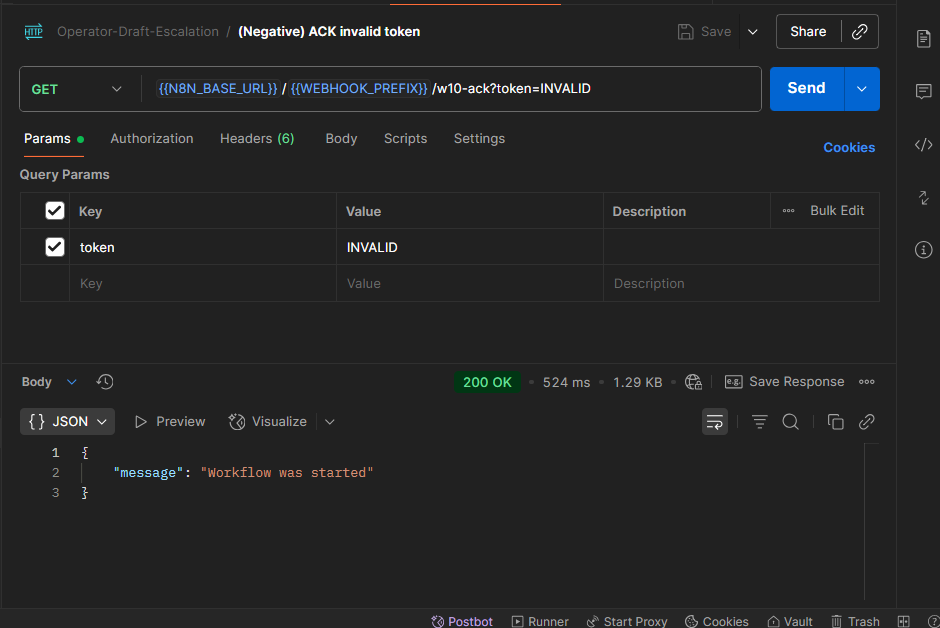 HTTP Operator-Draft-Escalation / (Negative) ACK invalid token Save Share
GET {{N8N_BASE_URL}} / {{WEBHOOK_PREFIX}} /w10-ack?token=INVALID Send
Params Authorization Headers (6) Body Scripts Settings Cookies
Query Params
Key Value Description Bulk Edit
token INVALID
Key Value Description
Body 200 OK 524 ms 1.29 KB e.g. Save Response
{} JSON Preview Visualize
1 {
2 "message": "Workflow was started"
3 }
Postbot Runner Start Proxy Cookies Vault Trash